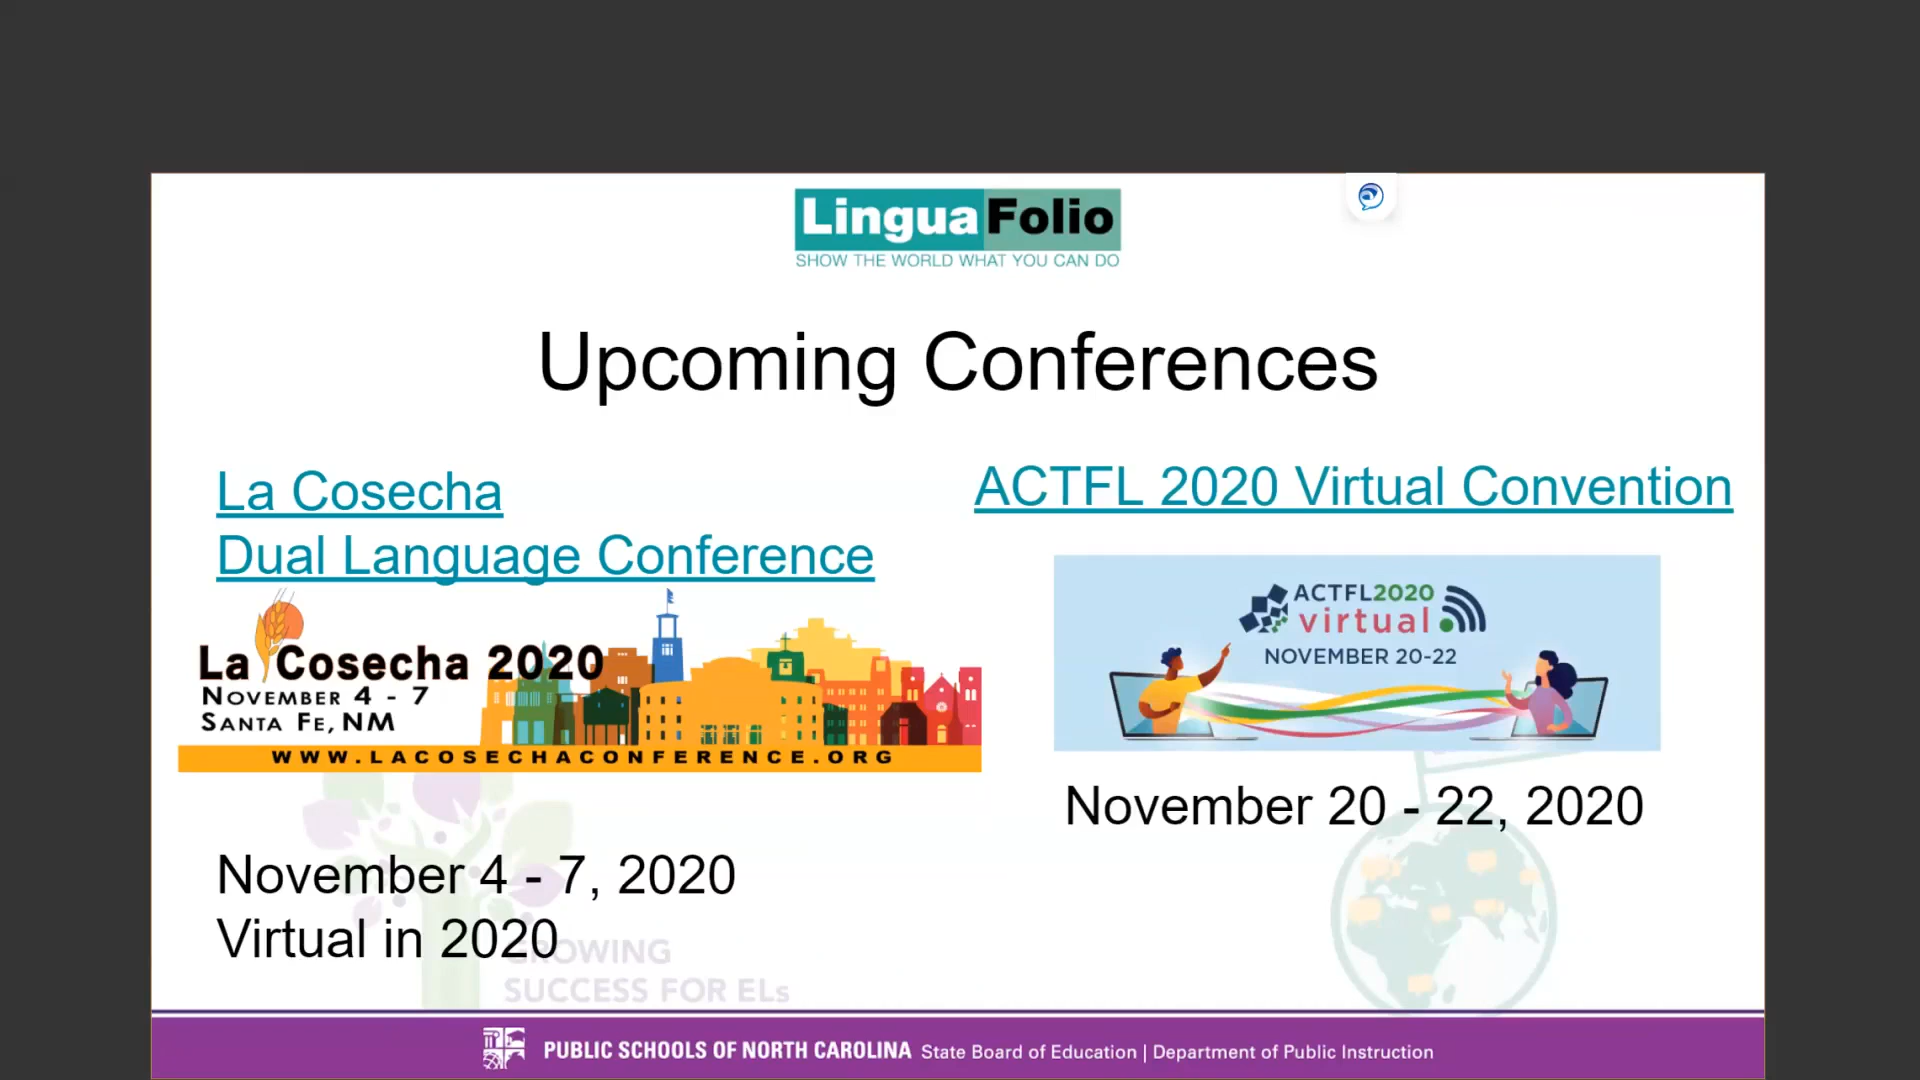 LinguaFolio
SHOW THE WORLD WHAT YOU CAN DO
Upcoming Conferences
La Cosecha
Dual Language Conference
La Cosecha 2020
November 4 - 7
Santa Fe, NM
WWW.LACOSECHACONFERENCE.ORG
November 4 - 7, 2020
Virtual in 2020
GROWING
SUCCESS FOR ELs
ACTFL 2020 Virtual Convention
ACTFL2020
virtual
NOVEMBER 20-22
November 20 - 22, 2020
PUBLIC SCHOOLS OF NORTH CAROLINA State Board of Education | Department of Public Instruction